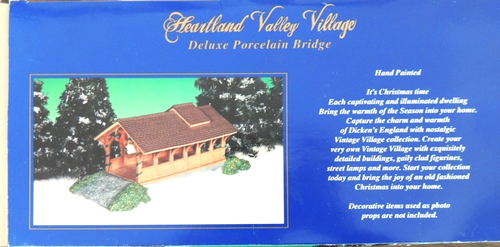 Heartland Valley Village
Deluxe Porcelain Bridge
Hand Painted
It's Christmas time
Each captivating and illuminated dwelling
Bring the warmth of the Season into your home.
Capture the charm and warmth
of Dicken's England with nostalgic
Vintage Village collection. Create your
very own Vintage Village with exquisitely
detailed buildings, gaily clad figurines,
street lamps and more. Start your collection
today and bring the joy of an old fashioned
Christmas into your home.
Decorative items used as photo
props are not included.